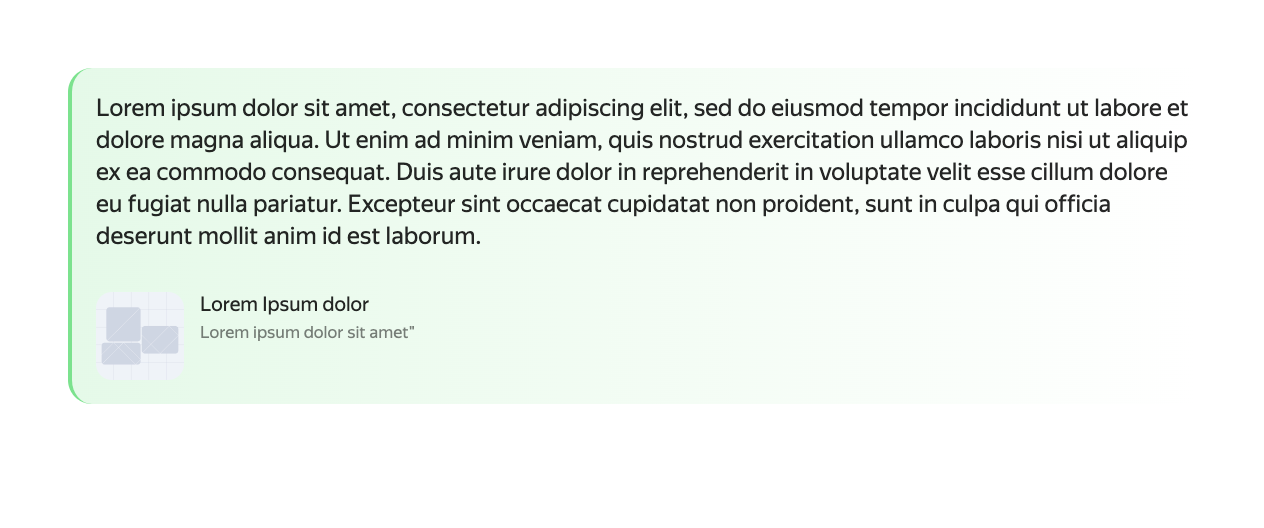 Lorem ipsum dolor sit amet, consectetur adipiscing elit, sed do eiusmod tempor incididunt ut labore et
dolore magna aliqua. Ut enim ad minim veniam, quis nostrud exercitation ullamco laboris nisi ut aliquip
ex ea commodo consequat. Duis aute irure dolor in reprehenderit in voluptate velit esse cillum dolore
eu fugiat nulla pariatur. Excepteur sint occaecat cupidatat non proident, sunt in culpa qui officia
deserunt mollit anim id est laborum.
Lorem Ipsum dolor
Lorem ipsum dolor sit amet"